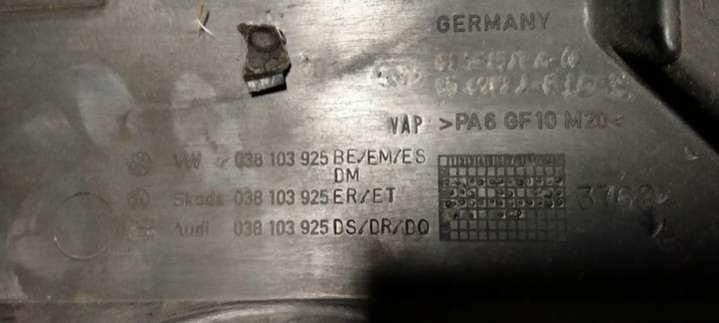 GERMANY
VAP >PA6 GF10 M20<
VW 038 103 925 BE/EM/ES
DM
Skoda 038 103 925 ER/ET
Audi 038 103 925 DS/DR/DQ